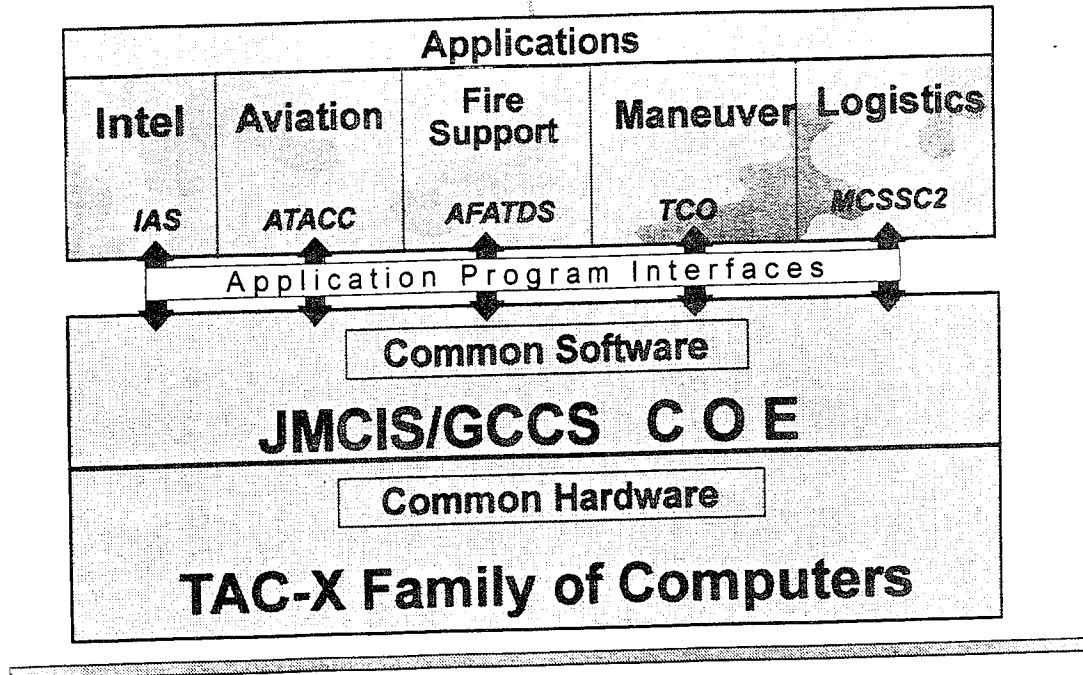 Applications
Intel
Aviation
Fire
Support
Maneuver
Logistics
IAS
ATACC
AFATDS
TCO
MCSSC2
Application Program Interfaces
Common Software
JMCIS/GCCS C O E
Common Hardware
TAC-X Family of Computers